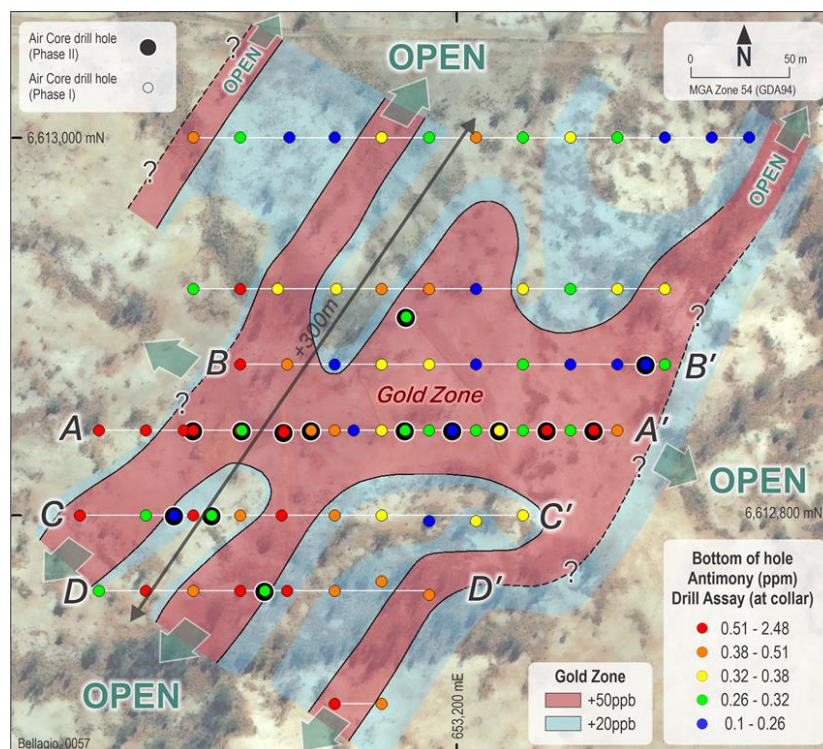 Air Core drill hole
(Phase II)
Air Core drill hole
(Phase I)
?
OPEN
OPEN
N
0 50 m
MGA Zone 54 (GDA94)
6,613,000 mN
?
OPEN
+300m
?
B
B'
?
Gold Zone
A
A'
?
OPEN
C
C'
6,612,800 mN
D
D'
?
OPEN
653,200 mE
Gold Zone
+50ppb
+20ppb
Bottom of hole
Antimony (ppm)
Drill Assay (at collar)
0.51 - 2.48
0.38 - 0.51
0.32 - 0.38
0.26 - 0.32
0.1 - 0.26
Bellagio_0057